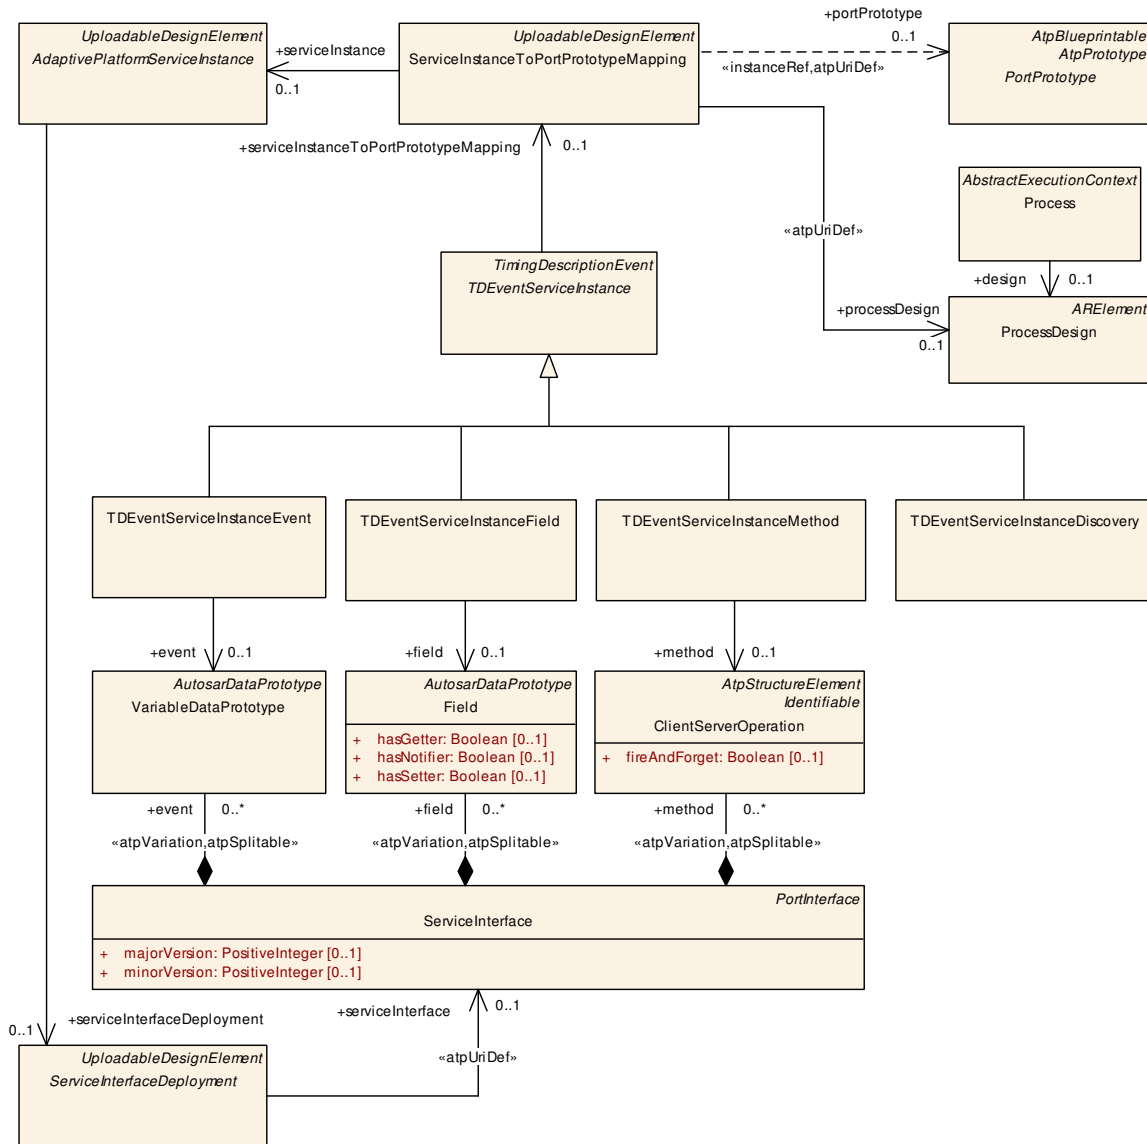 UploadableDesignElement
AdaptivePlatformServiceInstance
+serviceInstance
0..1
UploadableDesignElement
ServiceInstanceToPortPrototypeMapping
+portPrototype
0..1
«instanceRef,atpUriDef»
AtpBlueprintable
AtpPrototype
PortPrototype
+serviceInstanceToPortPrototypeMapping
0..1
AbstractExecutionContext
Process
«atpUriDef»
+design
0..1
TimingDescriptionEvent
TDEventServiceInstance
+processDesign
0..1
ARElement
ProcessDesign
TDEventServiceInstanceEvent
TDEventServiceInstanceField
TDEventServiceInstanceMethod
TDEventServiceInstanceDiscovery
+event
0..1
+field
0..1
+method
0..1
AutosarDataPrototype
VariableDataPrototype
AutosarDataPrototype
Field
+ hasGetter: Boolean [0..1]
+ hasNotifier: Boolean [0..1]
+ hasSetter: Boolean [0..1]
AtpStructureElement
Identifiable
ClientServerOperation
+ fireAndForget: Boolean [0..1]
+event
0..*
+field
0..*
+method
0..*
«atpVariation,atpSplitable»
«atpVariation,atpSplitable»
«atpVariation,atpSplitable»
PortInterface
ServiceInterface
+ majorVersion: PositiveInteger [0..1]
+ minorVersion: PositiveInteger [0..1]
+serviceInterface
0..1
0..1
+serviceInterfaceDeployment
«atpUriDef»
UploadableDesignElement
ServiceInterfaceDeployment